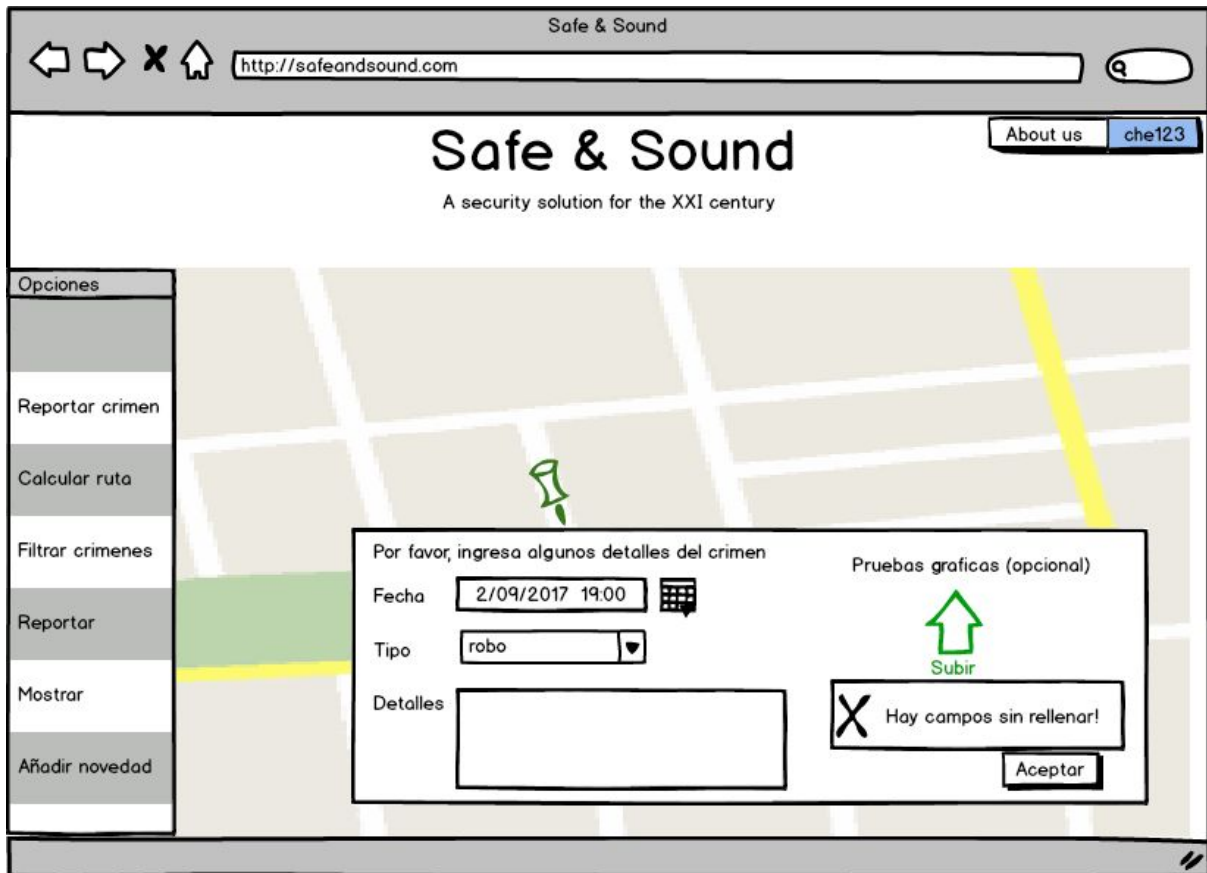 Safe & Sound
http://safeandsound.com
About us
che123
Safe & Sound
A security solution for the XXI century
Opciones
Reportar crimen
Calcular ruta
Filtrar crimenes
Reportar
Mostrar
Añadir novedad
Por favor, ingresa algunos detalles del crimen
Fecha
2/09/2017 19:00
Tipo
robo
Detalles
Pruebas graficas (opcional)
Subir
Hay campos sin rellenar!
Aceptar